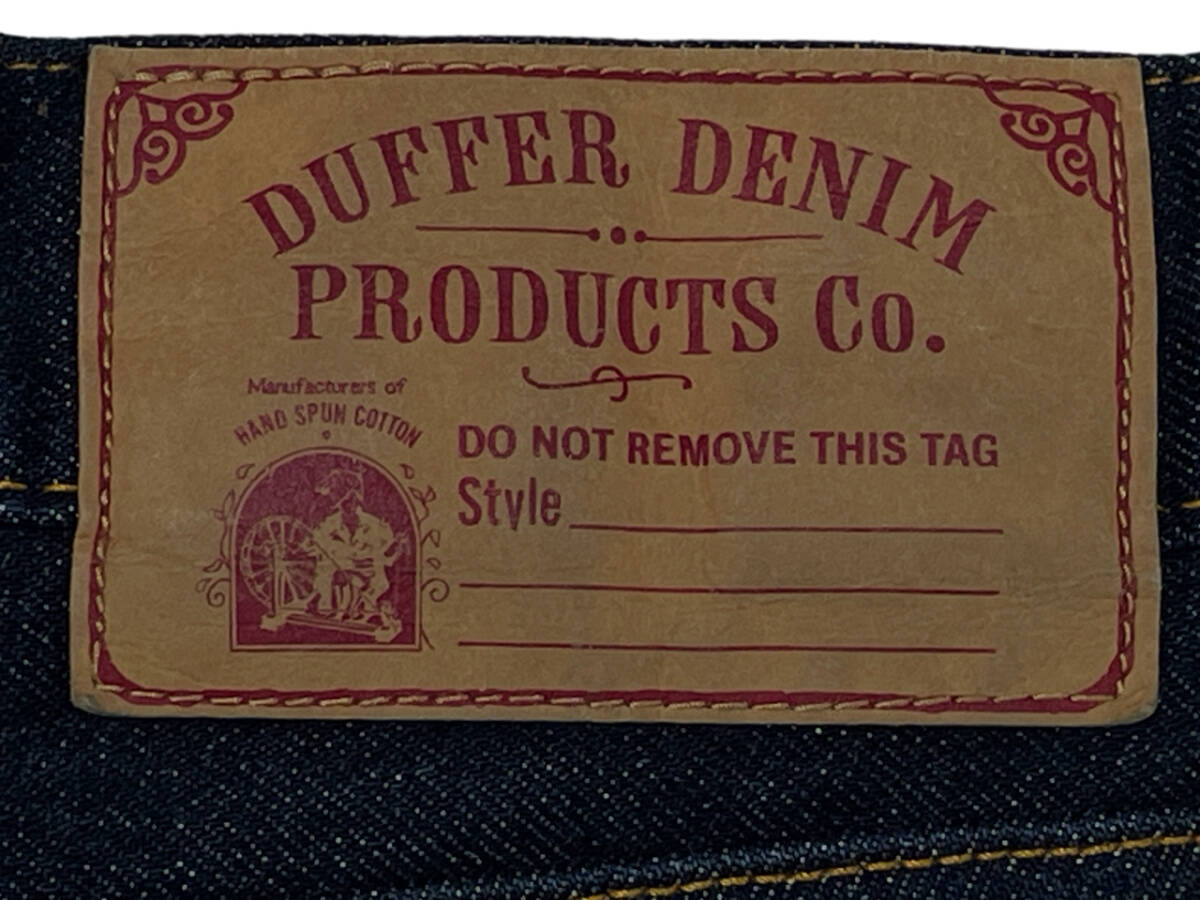 DUFFER DENIM
PRODUCTS Co.
Manufacturers of
HAND SPUN COTTON
DO NOT REMOVE THIS TAG
Style